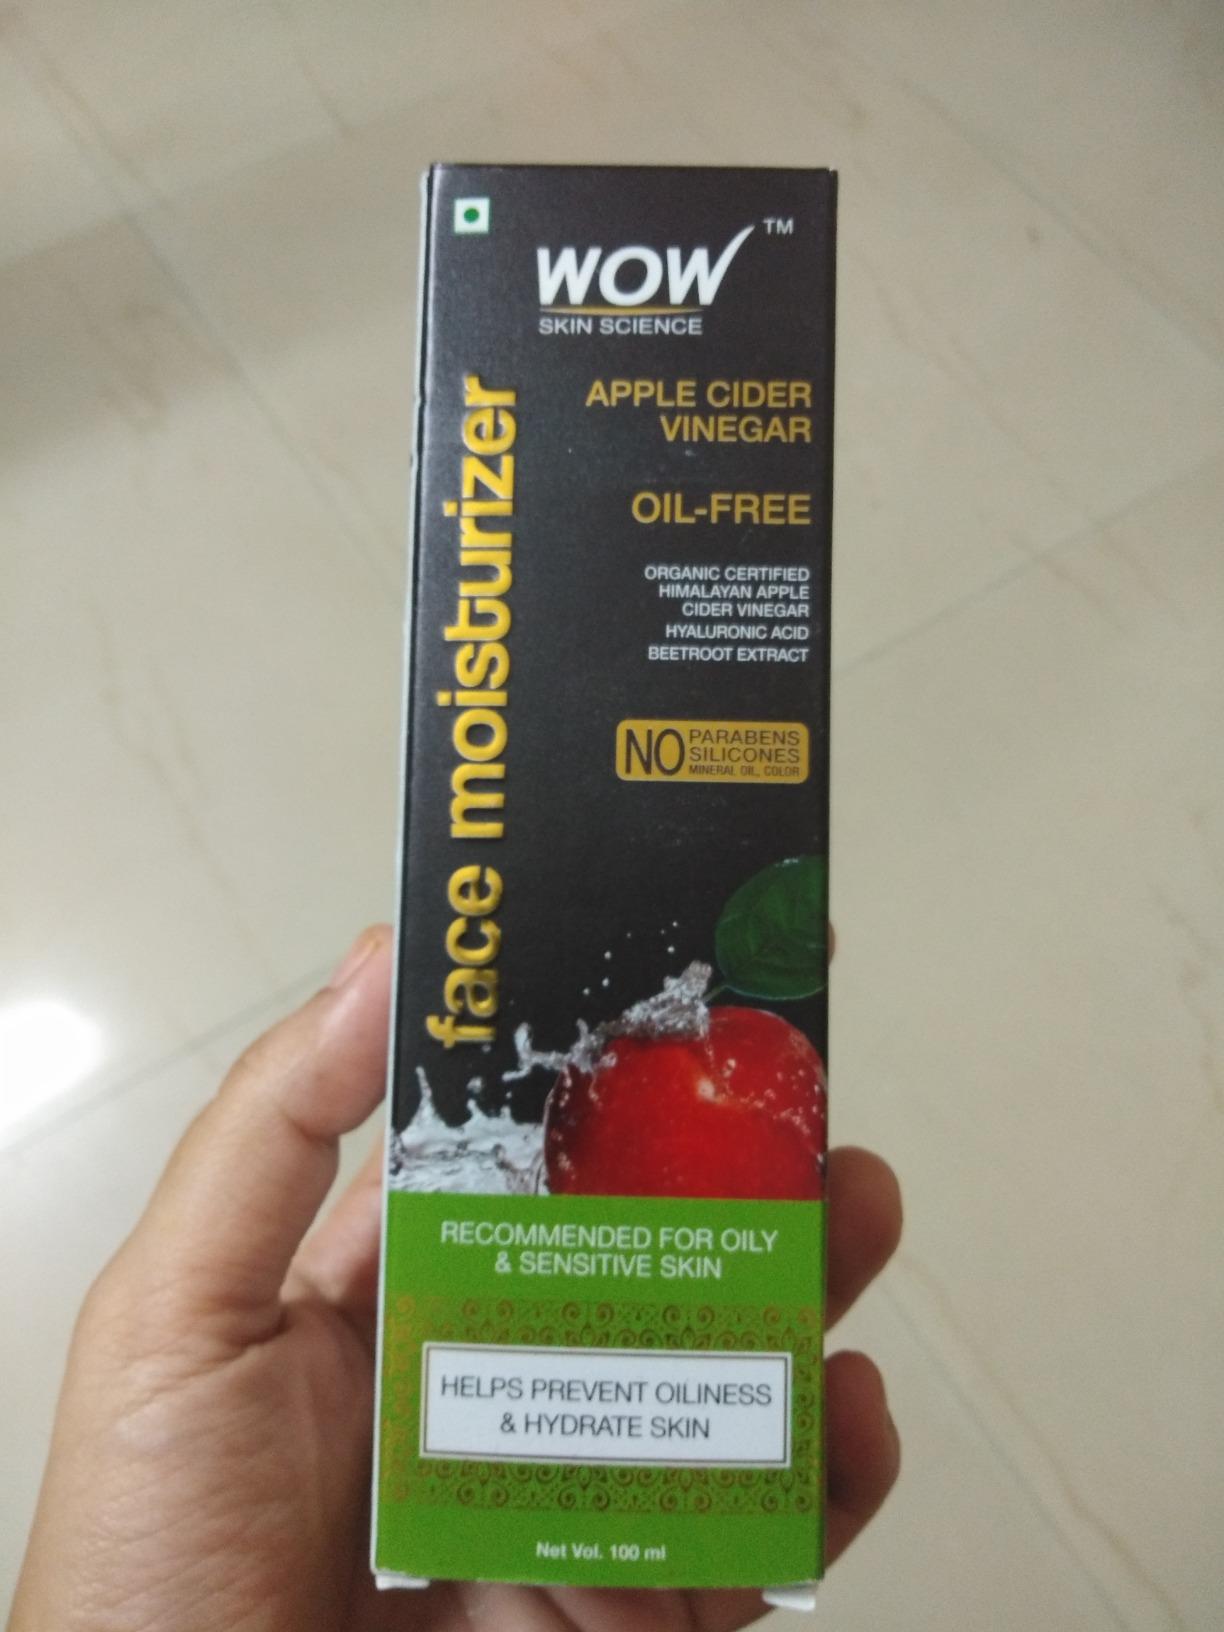 WOW™
SKIN SCIENCE
face moisturizer
APPLE CIDER
VINEGAR
OIL-FREE
ORGANIC CERTIFIED
HIMALAYAN APPLE
CIDER VINEGAR
HYALURONIC ACID
BEETROOT EXTRACT
NO PARABENS
SILICONES
MINERAL OIL, COLOR
RECOMMENDED FOR OILY
& SENSITIVE SKIN
HELPS PREVENT OILINESS
& HYDRATE SKIN
Net Vol. 100 ml